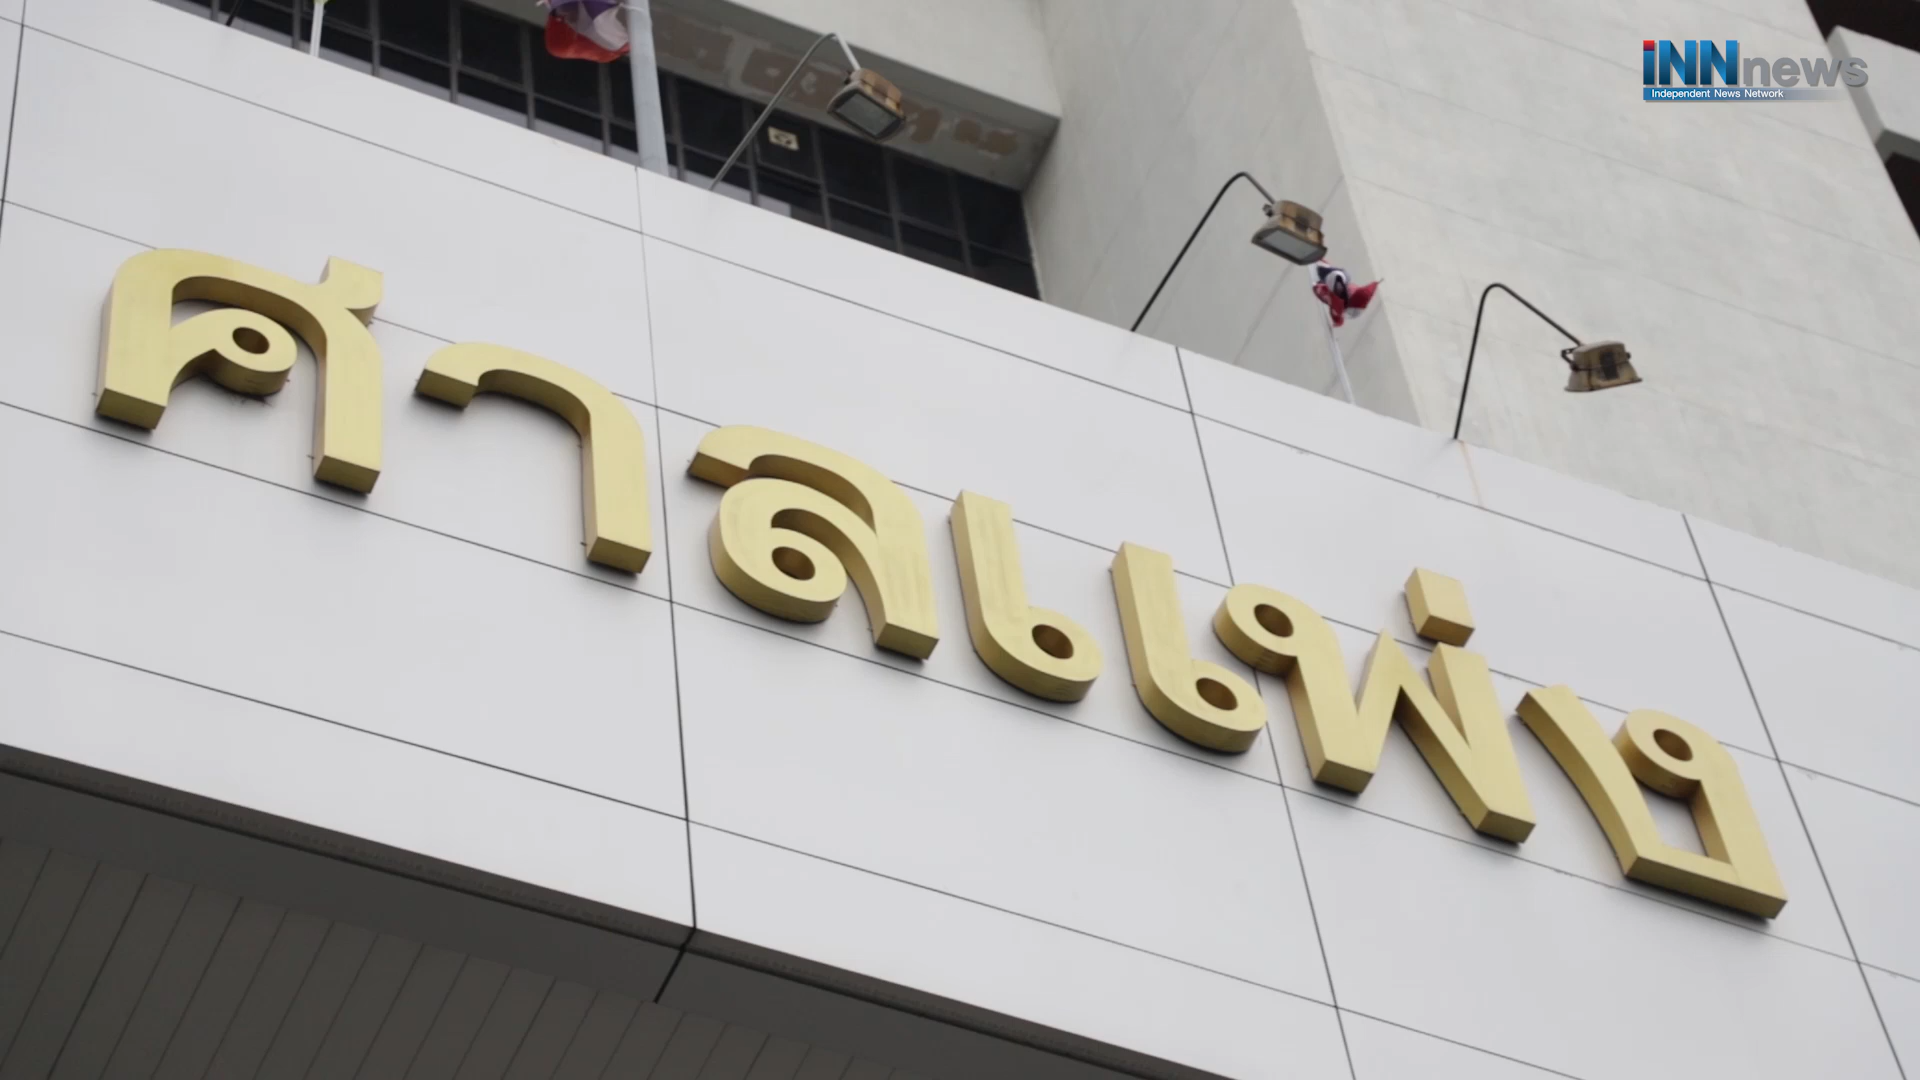 iNNnews
Independent News Network
ศาลแพ่ง